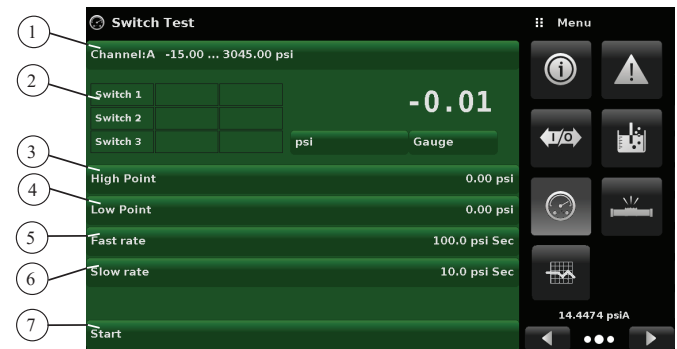 Switch Test
Menu
1
Channel:A -15.00 ... 3045.00 psi
2
Switch 1
Switch 2
Switch 3
-0.01
psi
Gauge
I/O
3
High Point 0.00 psi
4
Low Point 0.00 psi
5
Fast rate 100.0 psi Sec
6
Slow rate 10.0 psi Sec
14.4474 psiA
7
Start